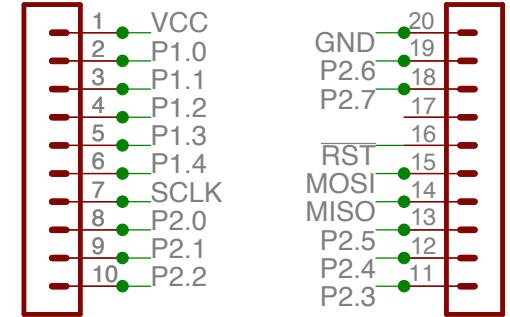 1 VCC
2 P1.0
3 P1.1
4 P1.2
5 P1.3
6 P1.4
7 SCLK
8 P2.0
9 P2.1
10 P2.2
20
GND 19
P2.6 18
P2.7 17
16
RST 15
MOSI 14
MISO 13
P2.5 12
P2.4 11
P2.3